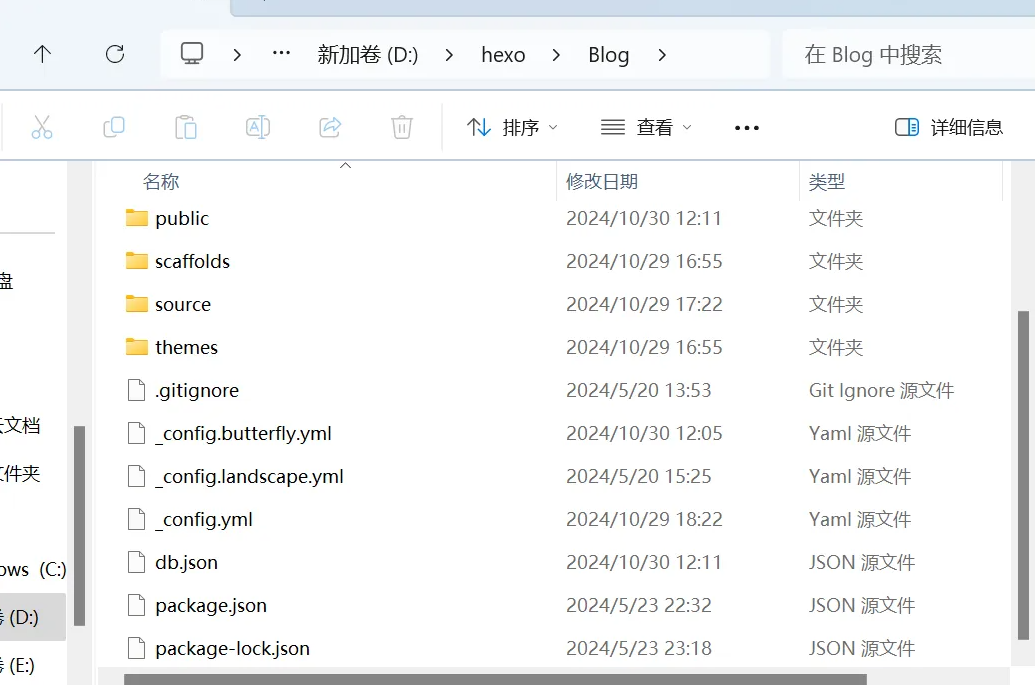 新加卷 (D:) hexo Blog 在 Blog 中搜索
排序 查看 详细信息
名称 修改日期 类型
public 2024/10/30 12:11 文件夹
scaffolds 2024/10/29 16:55 文件夹
source 2024/10/29 17:22 文件夹
themes 2024/10/29 16:55 文件夹
.gitignore 2024/5/20 13:53 Git Ignore 源文件
_config.butterfly.yml 2024/10/30 12:05 Yaml 源文件
_config.landscape.yml 2024/5/20 15:25 Yaml 源文件
_config.yml 2024/10/29 18:22 Yaml 源文件
db.json 2024/10/30 12:11 JSON 源文件
package.json 2024/5/23 22:32 JSON 源文件
package-lock.json 2024/5/23 23:18 JSON 源文件
盘
文档
件夹
ows (C:)
(D:)
(E:)